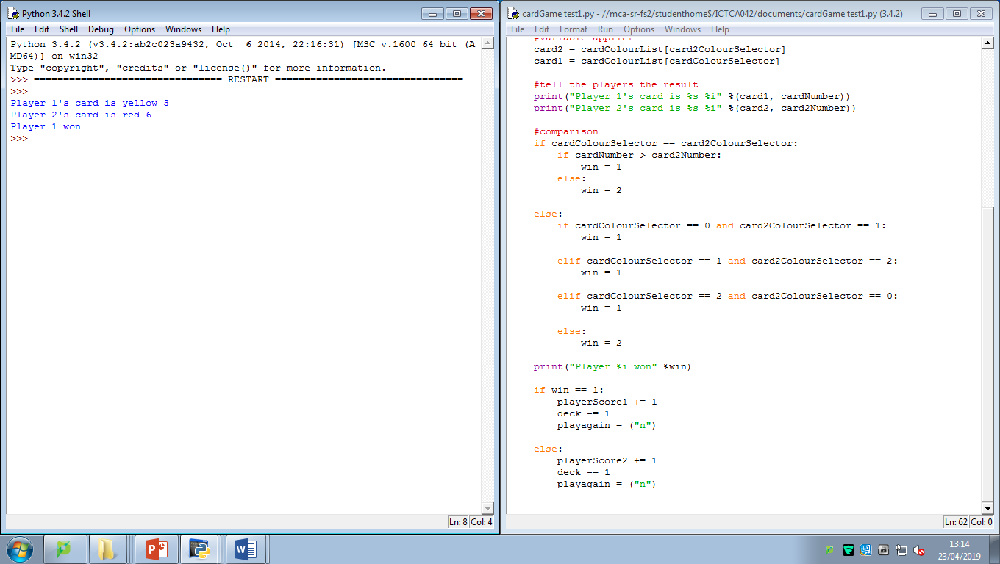 Python 3.4.2 Shell
File Edit Shell Debug Options Windows Help
Python 3.4.2 (v3.4.2:ab2c023a9432, Oct  6 2014, 22:16:31) [MSC v.1600 64 bit (A
MD64)] on win32
Type "copyright", "credits" or "license()" for more information.
>>> ================================ RESTART ================================
>>>
Player 1's card is yellow 3
Player 2's card is red 6
Player 1 won
>>>
Ln: 8 Col: 4
cardGame test1.py - //mca-sr-fs2/studenthome$/ICTCA042/documents/cardGame test1.py (3.4.2)
File Edit Format Run Options Windows Help
#variable applier
card2 = cardColourList[card2ColourSelector]
card1 = cardColourList[cardColourSelector]
#tell the players the result
print("Player 1's card is %s %i" %(card1, cardNumber))
print("Player 2's card is %s %i" %(card2, card2Number))
#comparison
if cardColourSelector == card2ColourSelector:
if cardNumber > card2Number:
win = 1
else:
win = 2
else:
if cardColourSelector == 0 and card2ColourSelector == 1:
win = 1
elif cardColourSelector == 1 and card2ColourSelector == 2:
win = 1
elif cardColourSelector == 2 and card2ColourSelector == 0:
win = 1
else:
win = 2
print("Player %i won" %win)
if win == 1:
playerScore1 += 1
deck -= 1
playagain = ("n")
else:
playerScore2 += 1
deck -= 1
playagain = ("n")
Ln: 62 Col: 0
13:14
23/04/2019